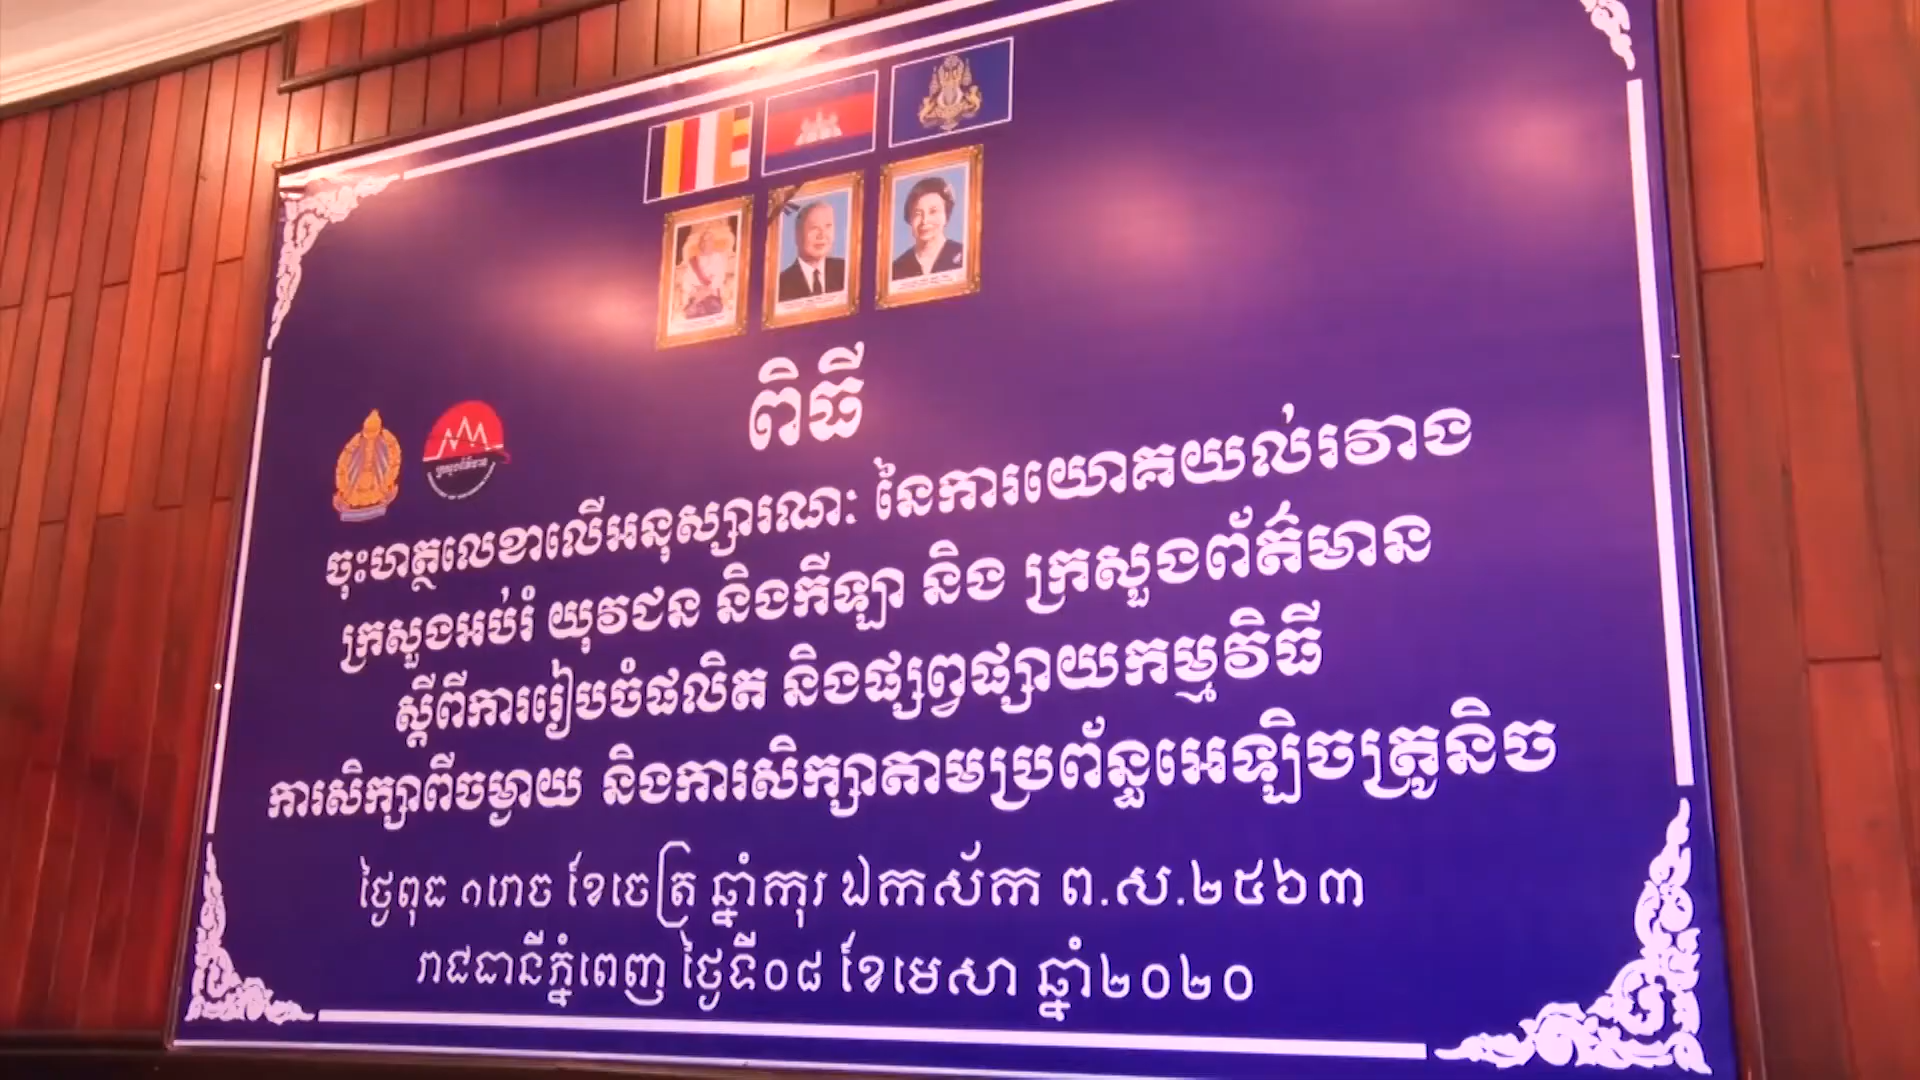 ពិធី
ចុះហត្ថលេខាលើអនុស្សារណៈ នៃការយោគយល់រវាង
ក្រសួងអប់រំ យុវជន និងកីឡា និង ក្រសួងព័ត៌មាន
ស្តីពីការរៀបចំផលិត និងផ្សព្វផ្សាយកម្មវិធី
ការសិក្សាពីចម្ងាយ និងការសិក្សាតាមប្រព័ន្ធអេឡិចត្រូនិច
ថ្ងៃពុធ ១រោច ខែចេត្រ ឆ្នាំកុរ ឯកស័ក ព.ស.២៥៦៣
រាជធានីភ្នំពេញ ថ្ងៃទី០៨ ខែមេសា ឆ្នាំ២០២០